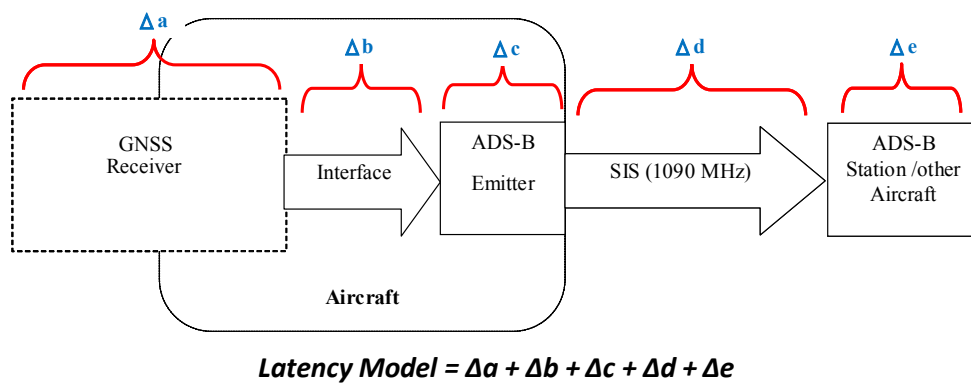 Δa
Δb
Δc
Δd
Δe
GNSS
Receiver
Interface
ADS-B
Emitter
SIS (1090 MHz)
ADS-B
Station /other
Aircraft
Aircraft
Latency Model = Δa + Δb + Δc + Δd + Δe